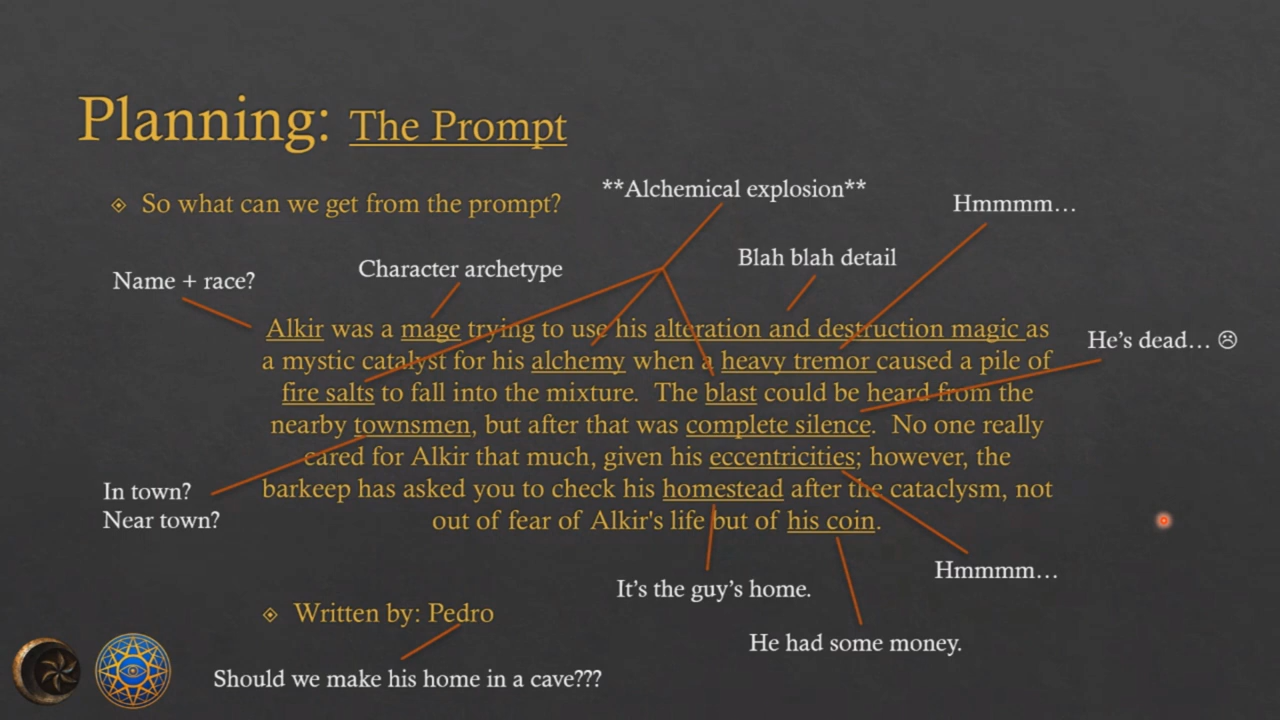 Planning: The Prompt
So what can we get from the prompt?
**Alchemical explosion**
Hmmmm…
Blah blah detail
Name + race?
Character archetype
Alkir was a mage trying to use his alteration and destruction magic as
a mystic catalyst for his alchemy when a heavy tremor caused a pile of
fire salts to fall into the mixture. The blast could be heard from the
nearby townsmen, but after that was complete silence. No one really
cared for Alkir that much, given his eccentricities; however, the
barkeep has asked you to check his homestead after the cataclysm, not
out of fear of Alkir's life but of his coin.
He's dead… ☹
In town?
Near town?
Hmmmm…
It's the guy's home.
He had some money.
Written by: Pedro
Should we make his home in a cave???